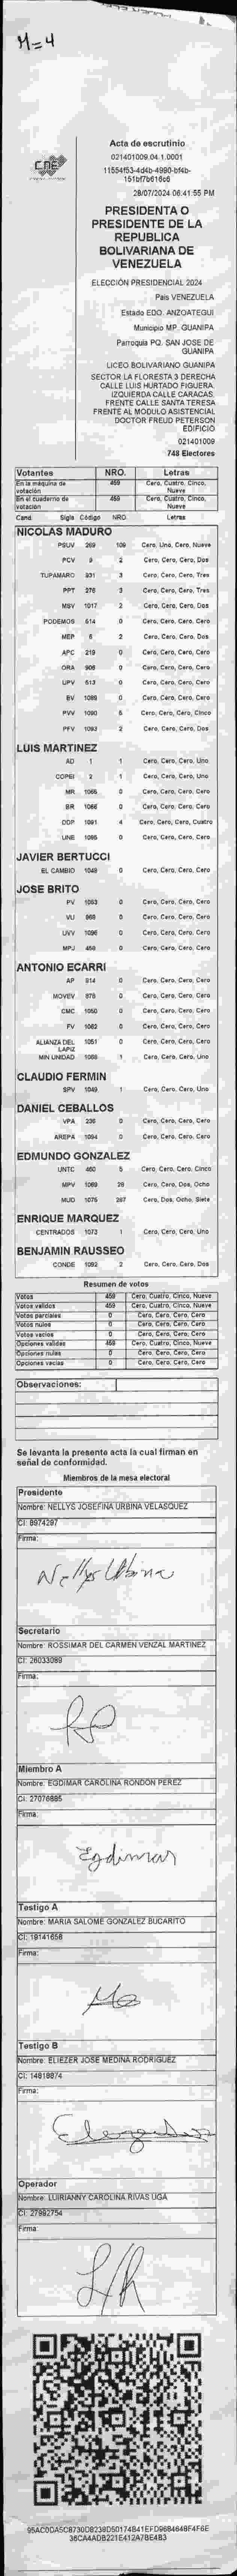 M=4
CNE
Acta de escrutinio
021401009.04.1.0001
11554f53-4d4b-4990-bf4b-
151bf7b616c6
28/07/2024 06:41:55 PM
PRESIDENTA O
PRESIDENTE DE LA
REPUBLICA
BOLIVARIANA DE
VENEZUELA
ELECCIÓN PRESIDENCIAL 2024
Pais VENEZUELA
Estado EDO. ANZOATEGUI
Municipio MP. GUANIPA
Parroquia PQ. SAN JOSE DE
GUANIPA
LICEO BOLIVARIANO GUANIPA
SECTOR LA FLORESTA 3 DERECHA
CALLE LUIS HURTADO FIGUERA.
IZQUIERDA CALLE CARACAS.
FRENTE CALLE SANTA TERESA
FRENTE AL MODULO ASISTENCIAL
DOCTOR FREUD PETERSON
EDIFICIO
021401009
748 Electores
Votantes NRO. Letras
En la máquina de votación 459 Cero, Cuatro, Cinco, Nueve
En el cuaderno de votación 459 Cero, Cuatro, Cinco, Nueve
Cand. Sigla Código NRO. Letras
NICOLAS MADURO
PSUV 269 109 Cero, Uno, Cero, Nueve
PCV 2 Cero, Cero, Cero, Dos
TUPAMARO 931 3 Cero, Cero, Cero, Tres
PPT 276 3 Cero, Cero, Cero, Tres
MSV 1017 2 Cero, Cero, Cero, Dos
PODEMOS 614 0 Cero, Cero, Cero, Cero
MEP 6 2 Cero, Cero, Cero, Dos
APC 219 0 Cero, Cero, Cero, Cero
ORA 906 0 Cero, Cero, Cero, Cero
UPV 613 0 Cero, Cero, Cero, Cero
EV 1089 0 Cero, Cero, Cero, Cero
PVV 1090 5 Cero, Cero, Cero, Cinco
PFV 1093 2 Cero, Cero, Cero, Dos
LUIS MARTINEZ
AD 1 1 Cero, Cero, Cero, Uno
COPEI 2 1 Cero, Cero, Cero, Uno
MR 1065 0 Cero, Cero, Cero, Cero
BR 1066 0 Cero, Cero, Cero, Cero
DDP 1091 4 Cero, Cero, Cero, Cuatro
UNE 1095 0 Cero, Cero, Cero, Cero
JAVIER BERTUCCI
EL CAMBIO 1048 0 Cero, Cero, Cero, Cero
JOSE BRITO
PV 1053 0 Cero, Cero, Cero, Cero
VU 968 0 Cero, Cero, Cero, Cero
UVV 1096 0 Cero, Cero, Cero, Cero
MPJ 458 0 Cero, Cero, Cero, Cero
ANTONIO ECARRI
AP 914 0 Cero, Cero, Cero, Cero
MOVEV 978 0 Cero, Cero, Cero, Cero
CMC 1050 0 Cero, Cero, Cero, Cero
FV 1062 0 Cero, Cero, Cero, Cero
ALIANZA DEL LAPIZ 1051 0 Cero, Cero, Cero, Cero
MIN UNIDAD 1088 1 Cero, Cero, Cero, Uno
CLAUDIO FERMIN
SPV 1049 1 Cero, Cero, Cero, Uno
DANIEL CEBALLOS
VPA 236 0 Cero, Cero, Cero, Cero
AREPA 1094 0 Cero, Cero, Cero, Cero
EDMUNDO GONZALEZ
UNTC 460 5 Cero, Cero, Cero, Cinco
MPV 1069 28 Cero, Cero, Dos, Ocho
MUD 1075 287 Cero, Dos, Ocho, Siete
ENRIQUE MARQUEZ
CENTRADOS 1073 1 Cero, Cero, Cero, Uno
BENJAMIN RAUSSEO
CONDE 1092 2 Cero, Cero, Cero, Dos
Resumen de votos
Votos 459 Cero, Cuatro, Cinco, Nueve
Votos validos 459 Cero, Cuatro, Cinco, Nueve
Votos parciales 0 Cero, Cero, Cero, Cero
Votos nulos 0 Cero, Cero, Cero, Cero
Votos vacios 0 Cero, Cero, Cero, Cero
Opciones validas 459 Cero, Cuatro, Cinco, Nueve
Opciones nulas 0 Cero, Cero, Cero, Cero
Opciones vacias 0 Cero, Cero, Cero, Cero
Observaciones:
Se levanta la presente acta la cual firman en
señal de conformidad.
Miembros de la mesa electoral
Presidente
Nombre: NELLYS JOSEFINA URBINA VELASQUEZ
CI: 8974297
Firma:
Nellys Urbina
Secretario
Nombre: ROSSIMAR DEL CARMEN VENZAL MARTINEZ
CI: 26033089
Firma:
Miembro A
Nombre: EGDIMAR CAROLINA RONDON PEREZ
CI: 27076895
Firma:
Egdimar
Testigo A
Nombre: MARIA SALOME GONZALEZ BUCARITO
CI: 19141656
Firma:
Testigo B
Nombre: ELIEZER JOSE MEDINA RODRIGUEZ
CI: 14818874
Firma:
Operador
Nombre: LUIRIANNY CAROLINA RIVAS UGA
CI: 27992754
Firma:
95AC0DA5C8730D8239D50174B41EFD9684648F4F6E
38CA4ADB221E412A7BE4B3